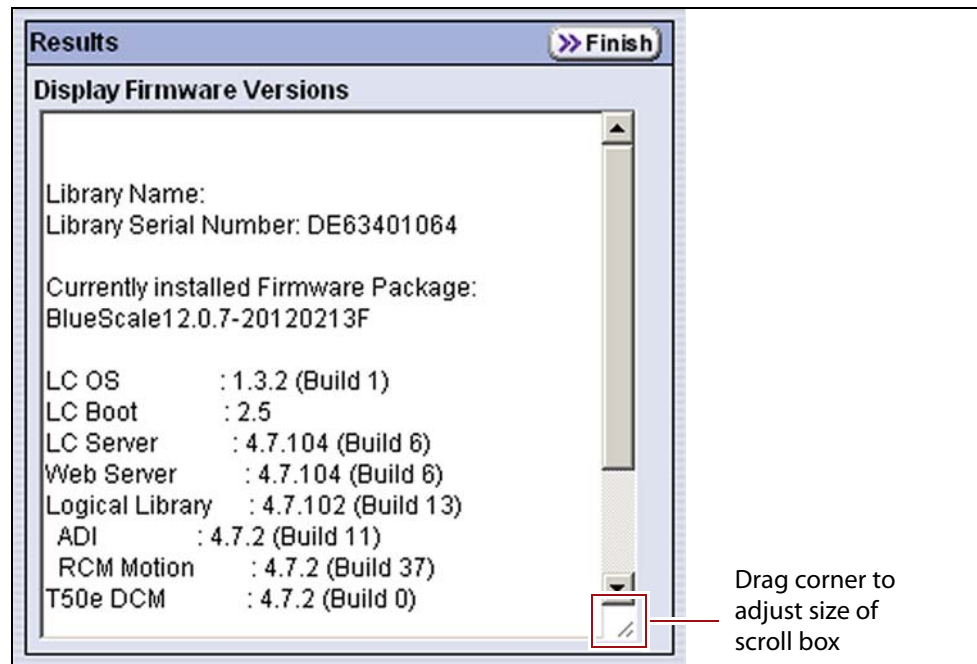 Results
>> Finish
Display Firmware Versions
Library Name:
Library Serial Number: DE63401064
Currently installed Firmware Package:
BlueScale12.0.7-20120213F
LC OS : 1.3.2 (Build 1)
LC Boot : 2.5
LC Server : 4.7.104 (Build 6)
Web Server : 4.7.104 (Build 6)
Logical Library : 4.7.102 (Build 13)
ADI : 4.7.2 (Build 11)
RCM Motion : 4.7.2 (Build 37)
T50e DCM : 4.7.2 (Build 0)
Drag corner to
adjust size of
scroll box